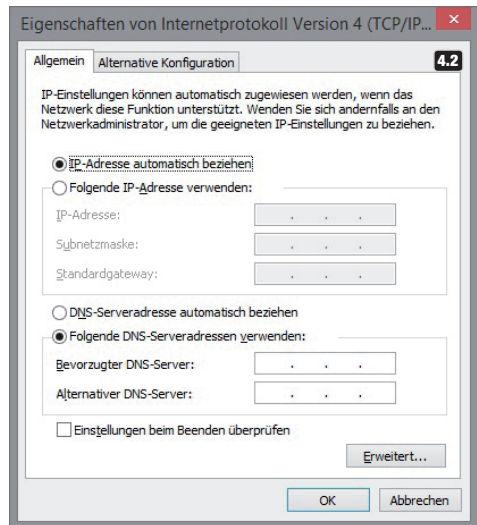 Eigenschaften von Internetprotokoll Version 4 (TCP/IP...
Allgemein
Alternative Konfiguration
4.2
IP-Einstellungen können automatisch zugewiesen werden, wenn das
Netzwerk diese Funktion unterstützt. Wenden Sie sich andernfalls an den
Netzwerkadministrator, um die geeigneten IP-Einstellungen zu beziehen.
IP-Adresse automatisch beziehen
Folgende IP-Adresse verwenden:
IP-Adresse:
Subnetzmaske:
Standardgateway:
DNS-Serveradresse automatisch beziehen
Folgende DNS-Serveradressen verwenden:
Bevorzugter DNS-Server:
Alternativer DNS-Server:
Einstellungen beim Beenden überprüfen
Erweitert...
OK
Abbrechen